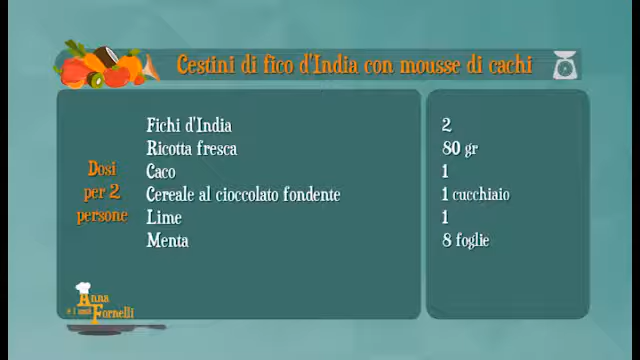 Cestini di fico d'India con mousse di cachi
Dosi
per 2
persone
Fichi d'India 2
Ricotta fresca 80 gr
Caco 1
Cereale al cioccolato fondente 1 cucchiaio
Lime 1
Menta 8 foglie
Anna
e i suoi
Fornelli